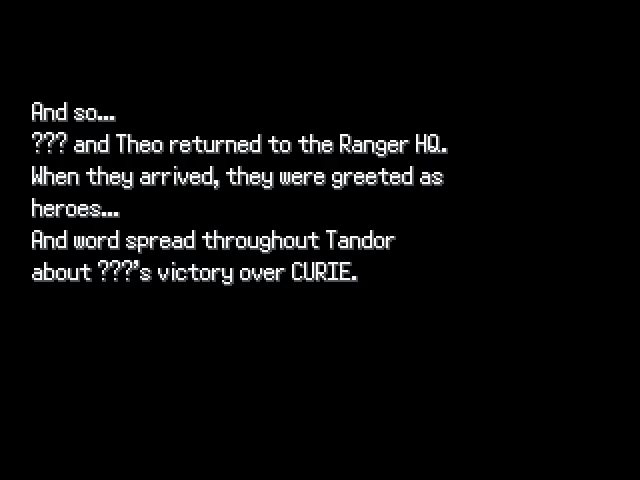 And so...
??? and Theo returned to the Ranger HQ.
When they arrived, they were greeted as
heroes...
And word spread throughout Tandor
about ???'s victory over CURIE.